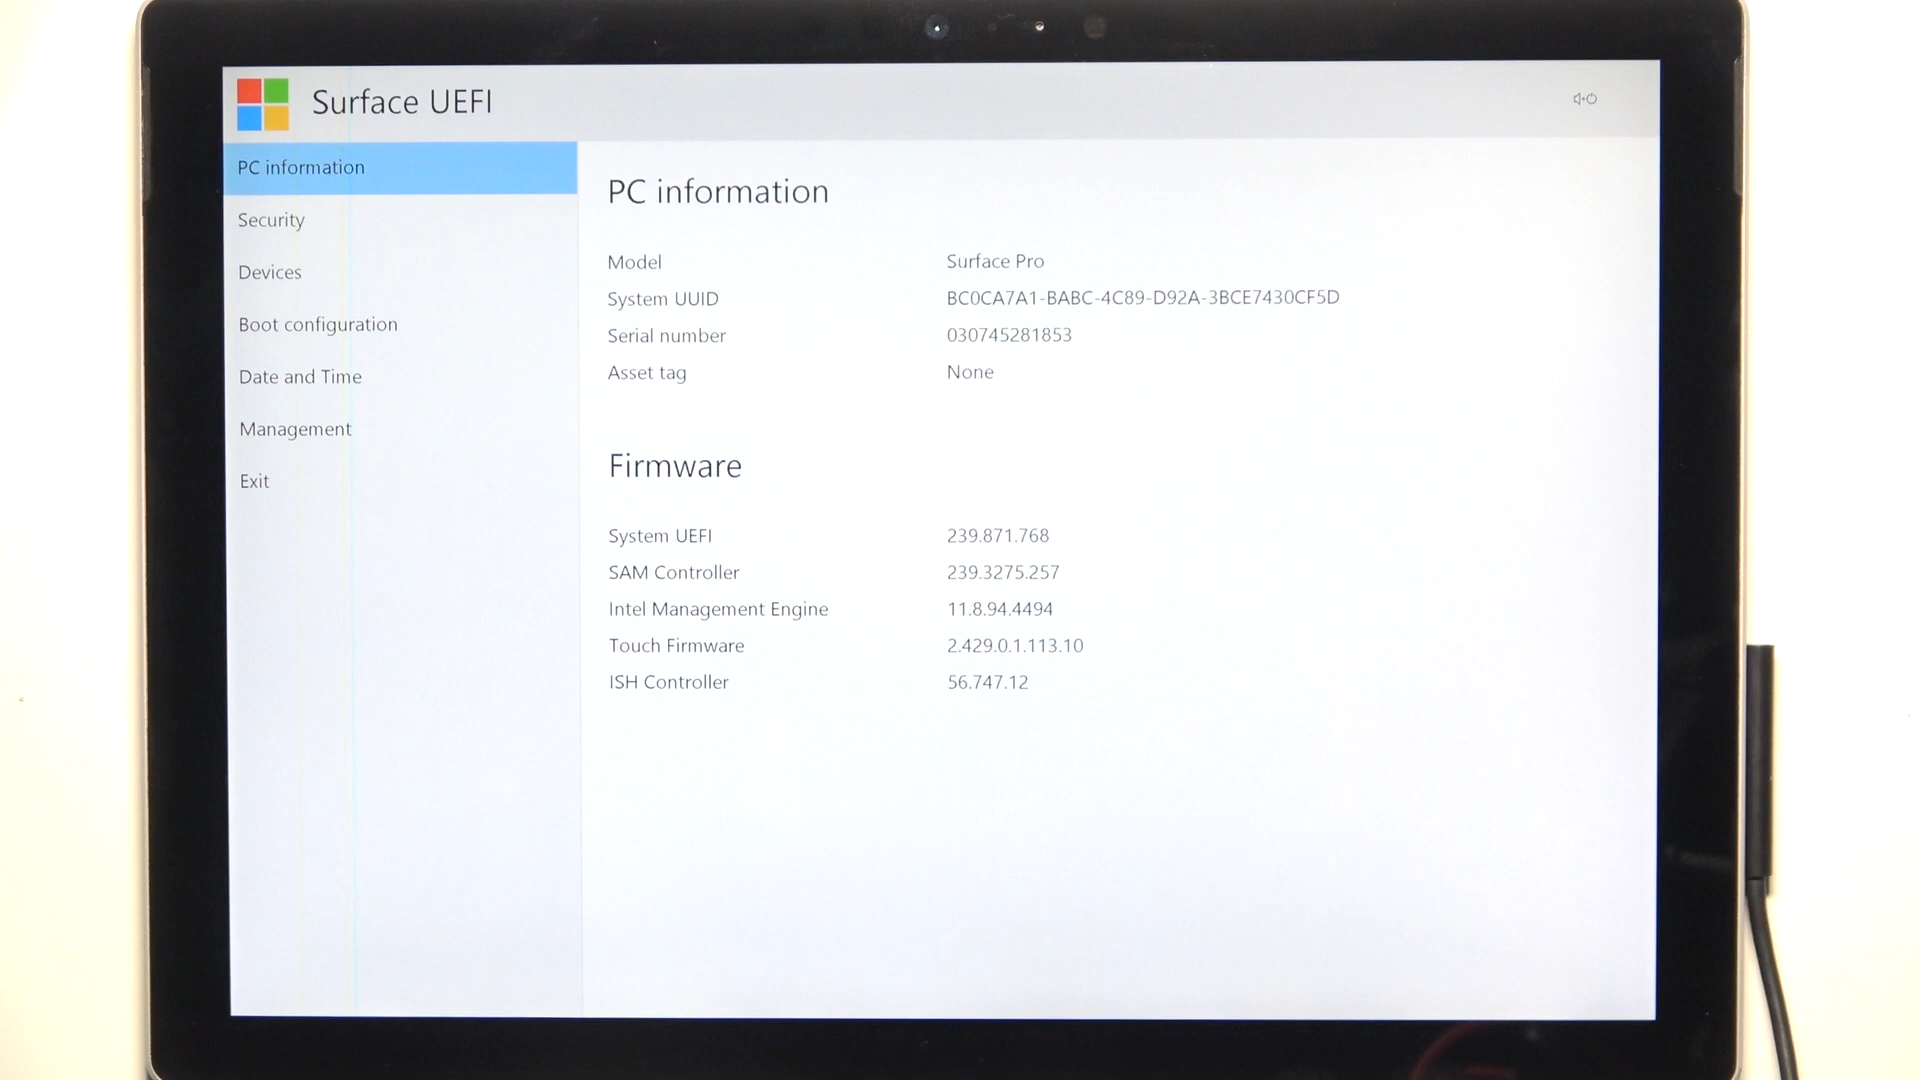 Surface UEFI
PC information
Security
Devices
Boot configuration
Date and Time
Management
Exit
PC information
Model Surface Pro
System UUID BC0CA7A1-BABC-4C89-D92A-3BCE7430CF5D
Serial number 030745281853
Asset tag None
Firmware
System UEFI 239.871.768
SAM Controller 239.3275.257
Intel Management Engine 11.8.94.4494
Touch Firmware 2.429.0.1.113.10
ISH Controller 56.747.12